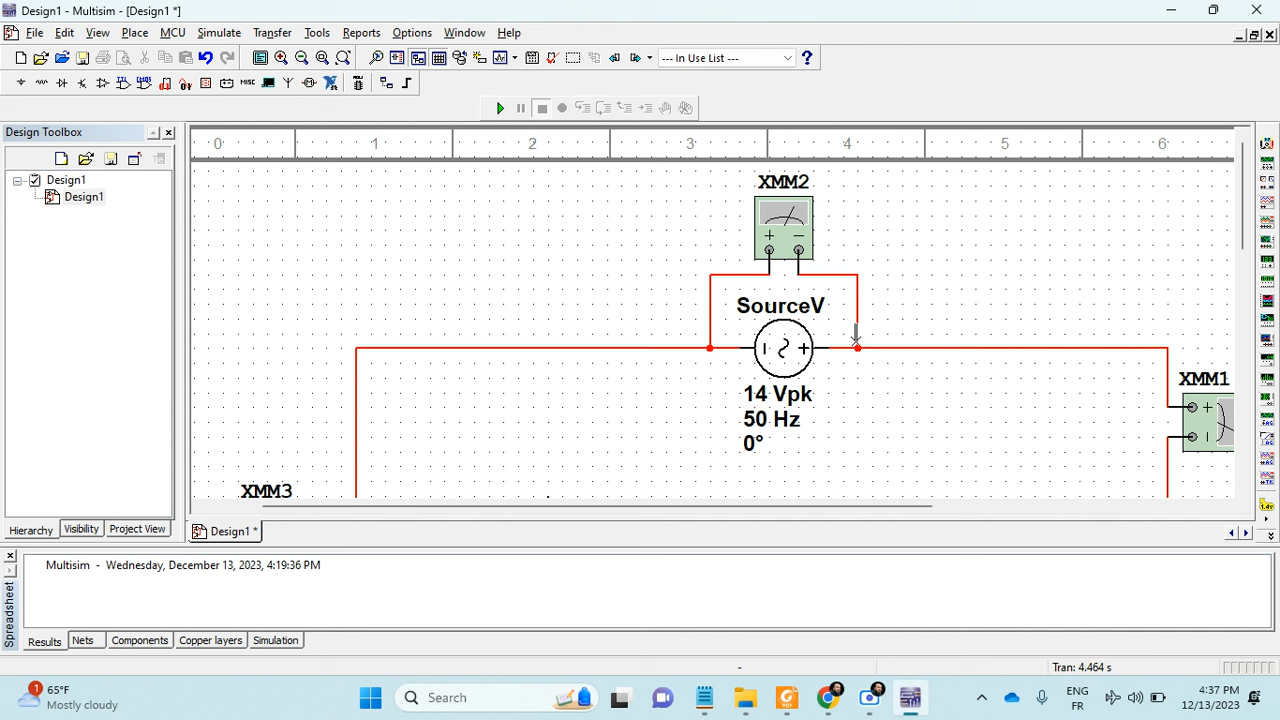 Design1 - Multisim - [Design1 *]
File Edit View Place MCU Simulate Transfer Tools Reports Options Window Help
--- In Use List ---
MISC
Design Toolbox
Design1
Design1
0 1 2 3 4 5 6
XMM2
SourceV
14 Vpk
50 Hz
0°
XMM1
XMM3
Hierarchy Visibility Project View
Design1 *
Multisim - Wednesday, December 13, 2023, 4:19:36 PM
Spreadsheet
Results Nets Components Copper layers Simulation
- Tran: 4.464 s
1
65°F
Mostly cloudy
Search
ENG
FR
4:37 PM
12/13/2023